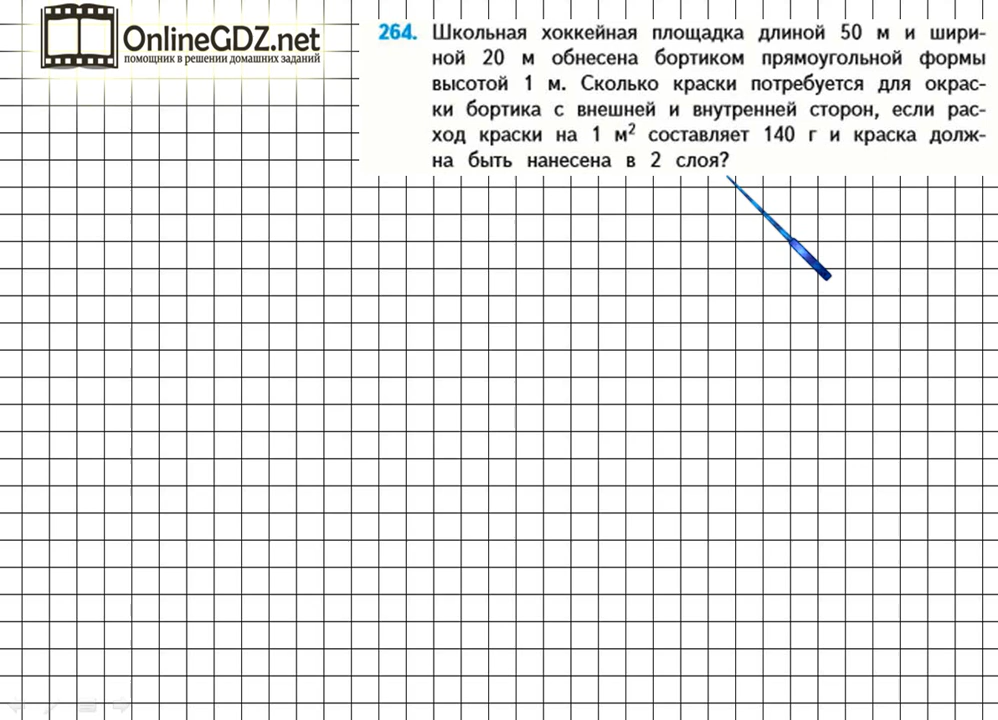 OnlineGDZ.net
помощник в решении домашних заданий
264. Школьная хоккейная площадка длиной 50 м и шири-
ной 20 м обнесена бортиком прямоугольной формы
высотой 1 м. Сколько краски потребуется для окрас-
ки бортика с внешней и внутренней сторон, если рас-
ход краски на 1 м² составляет 140 г и краска долж-
на быть нанесена в 2 слоя?